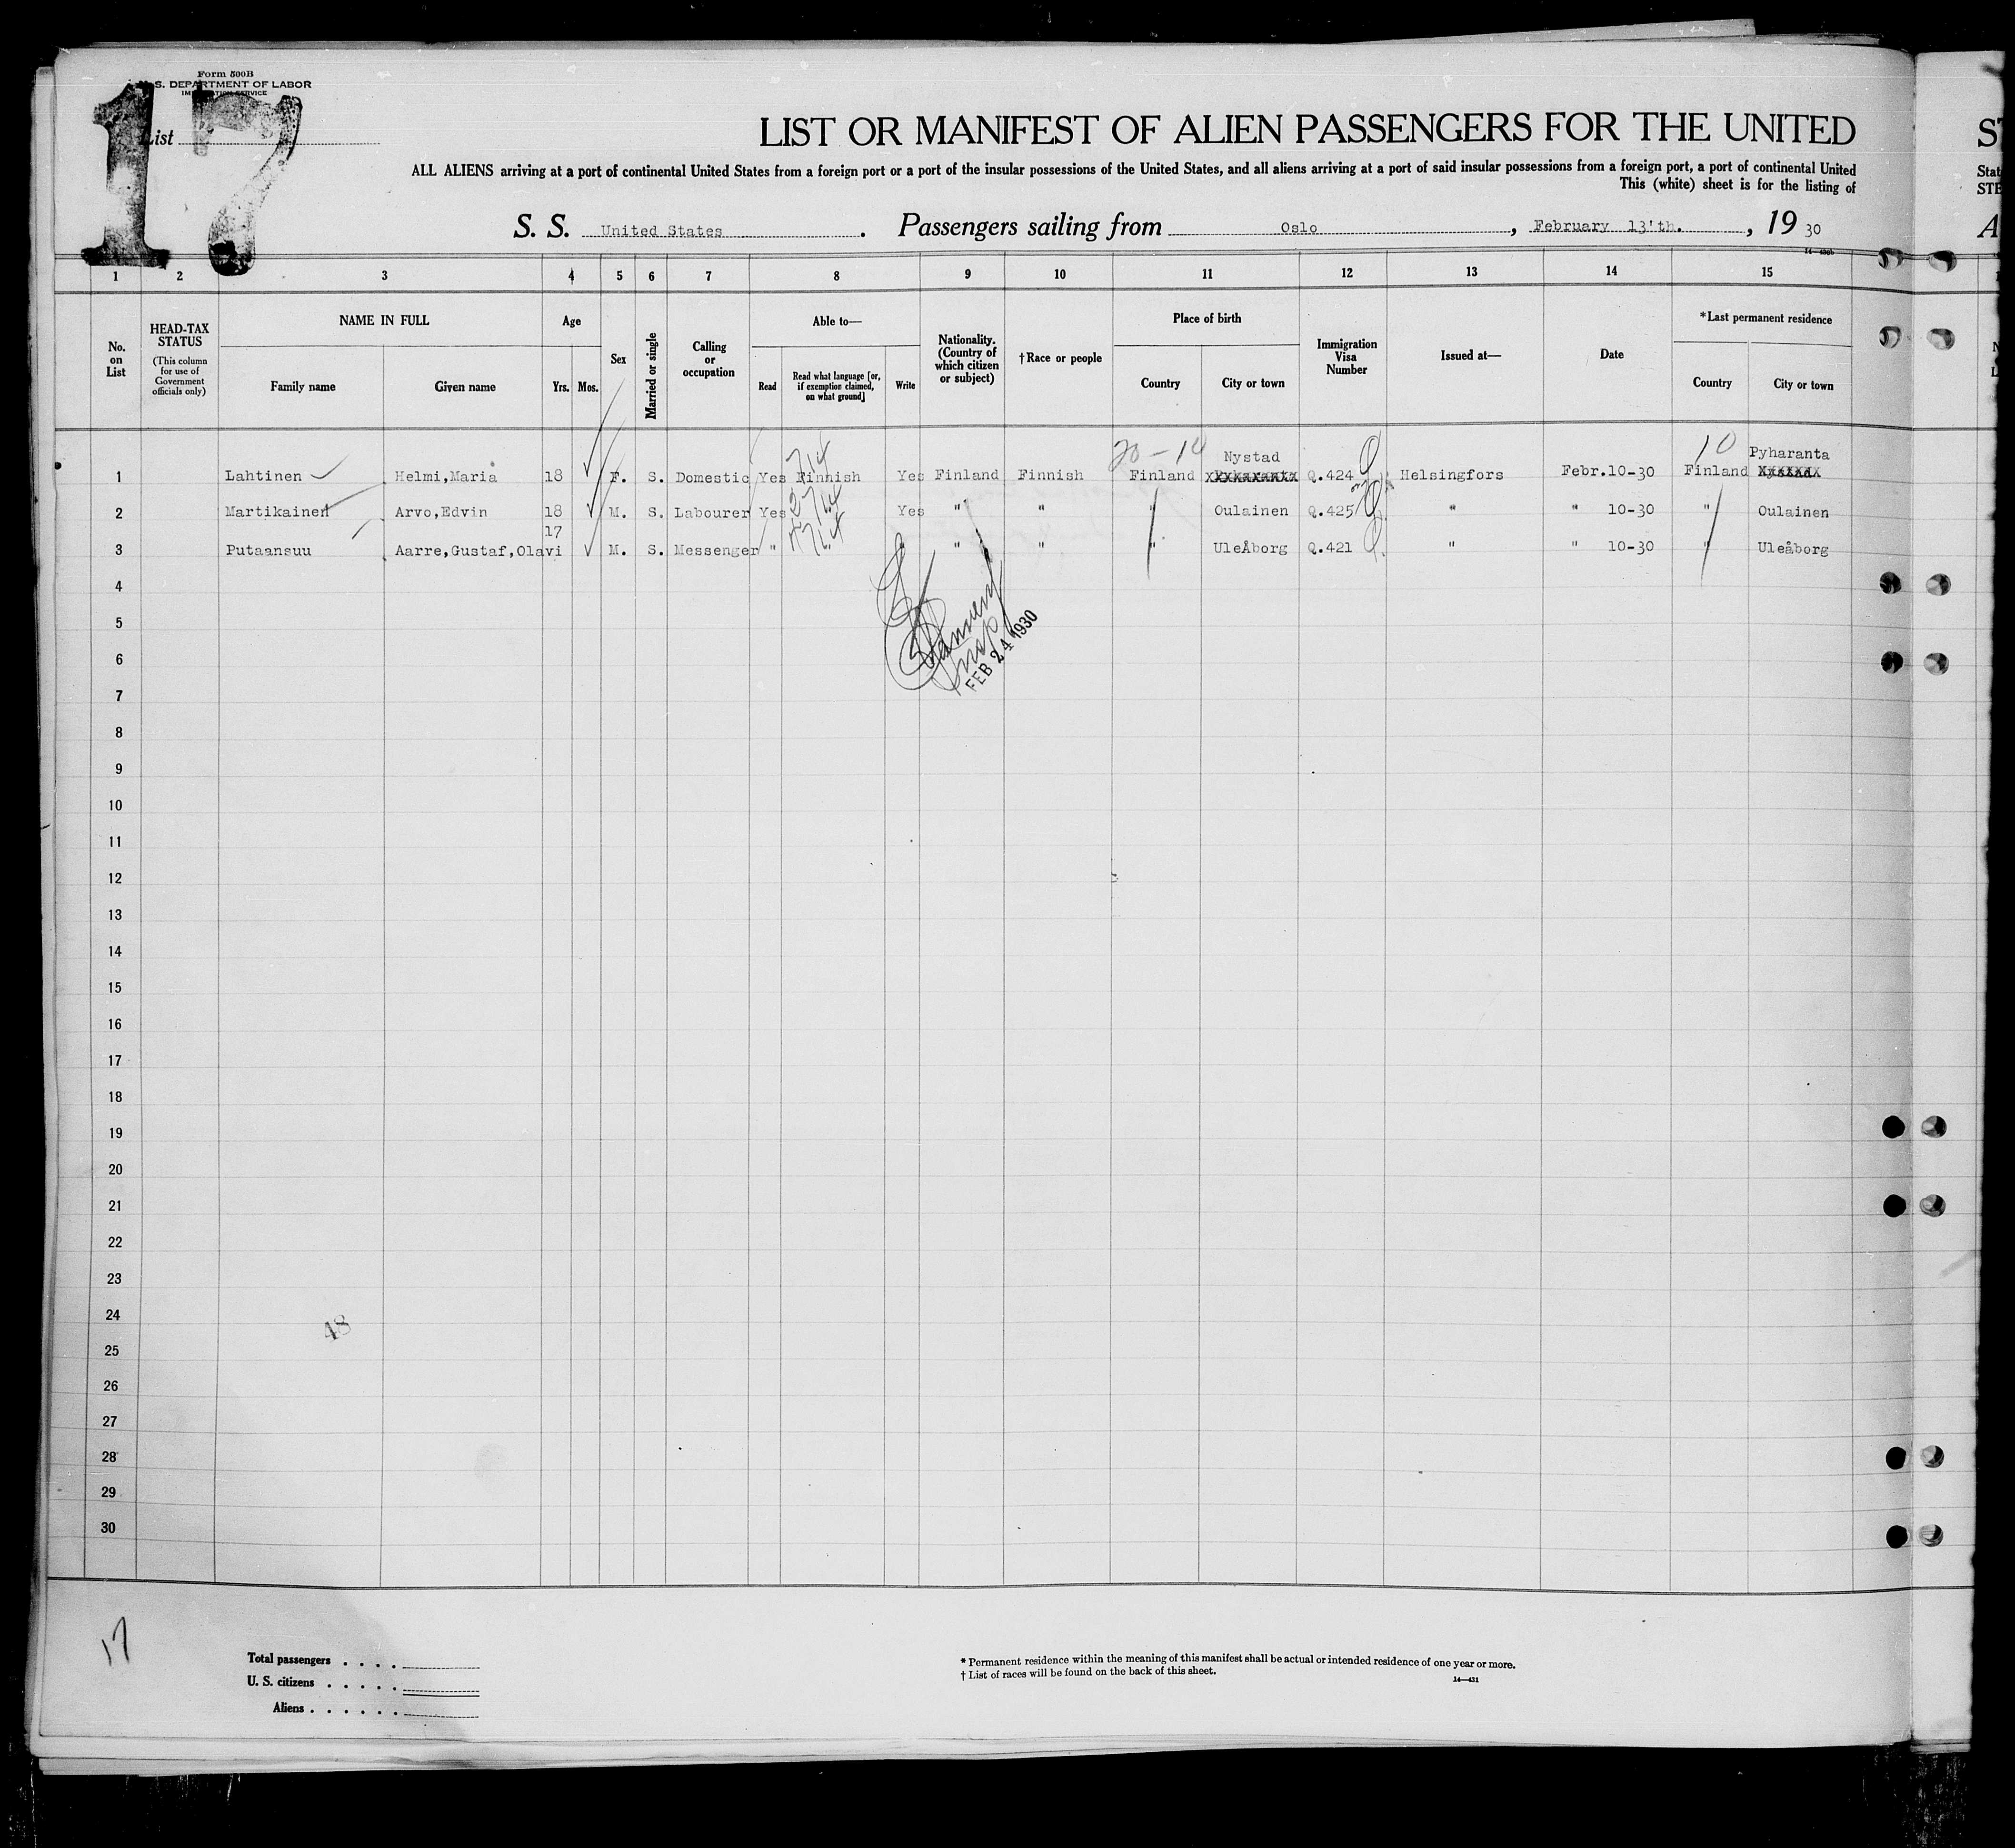 Form 500B
U. S. DEPARTMENT OF LABOR
IMMIGRATION SERVICE
List
17
LIST OR MANIFEST OF ALIEN PASSENGERS FOR THE UNITED
ALL ALIENS arriving at a port of continental United States from a foreign port or a port of the insular possessions of the United States, and all aliens arriving at a port of said insular possessions from a foreign port, a port of continental United
This (white) sheet is for the listing of
S. S. United States. Passengers sailing from Oslo, February 13'th., 19 30
1 2 3 4 5 6 7 8 9 10 11 12 13 14 15
No. on List
HEAD-TAX STATUS (This column for use of Government officials only)
NAME IN FULL Family name Given name
Age Yrs. Mos.
Sex
Married or single
Calling or occupation
Able to— Read Read what language [or, if exemption claimed, on what ground] Write
Nationality. (Country of which citizen or subject)
†Race or people
Place of birth Country City or town
Immigration Visa Number
Issued at—
Date
*Last permanent residence Country City or town
20-14 Nystad 10 Pyharanta
1 Lahtinen Helmi,Maria 18 F. S. Domestic Yes Finnish Yes Finland Finnish Finland Q.424 Helsingfors Febr.10-30 Finland
2 Martikainen Arvo,Edvin 18 M. S. Labourer Yes Yes " " " Oulainen Q.425 " " 10-30 " Oulainen
17
3 Putaansuu Aarre,Gustaf,Olavi M. S. Messenger " " " " UleÅborg Q.421 " " 10-30 " Uleåborg
4
5
6
FEB 24 1930
7
8
9
10
11
12
13
14
15
16
17
18
19
20
21
22
23
24
48
25
26
27
28
29
30
17
Total passengers
U. S. citizens
Aliens
* Permanent residence within the meaning of this manifest shall be actual or intended residence of one year or more.
† List of races will be found on the back of this sheet.
14—431